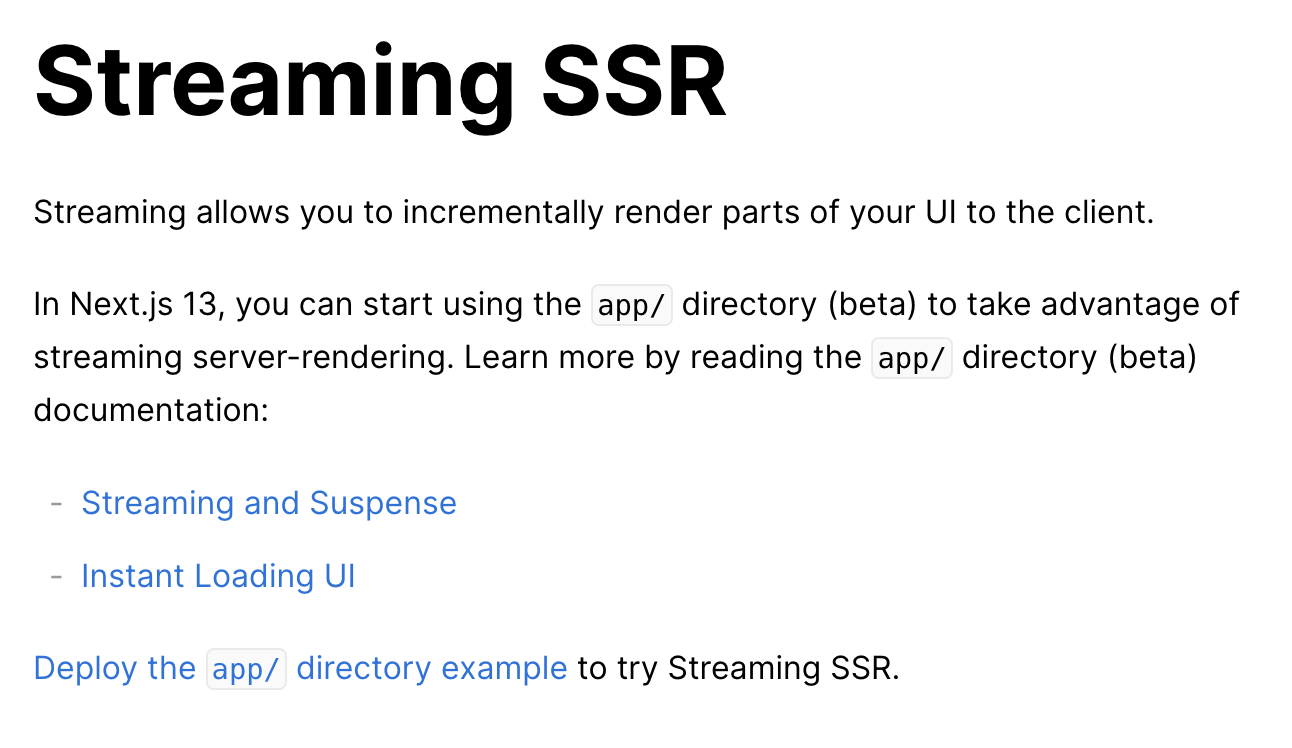 Streaming SSR
Streaming allows you to incrementally render parts of your UI to the client.
In Next.js 13, you can start using the app/ directory (beta) to take advantage of
streaming server-rendering. Learn more by reading the app/ directory (beta)
documentation:
- Streaming and Suspense
- Instant Loading UI
Deploy the app/ directory example to try Streaming SSR.